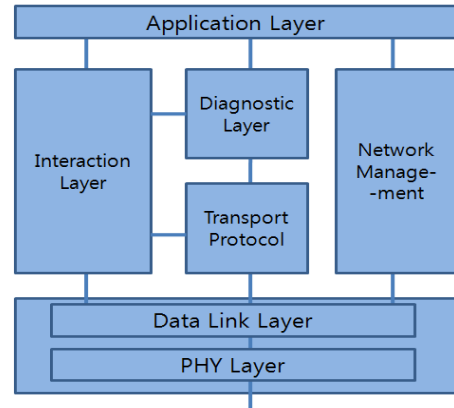 Application Layer
Interaction
Layer
Diagnostic
Layer
Transport
Protocol
Network
Manage-
-ment
Data Link Layer
PHY Layer